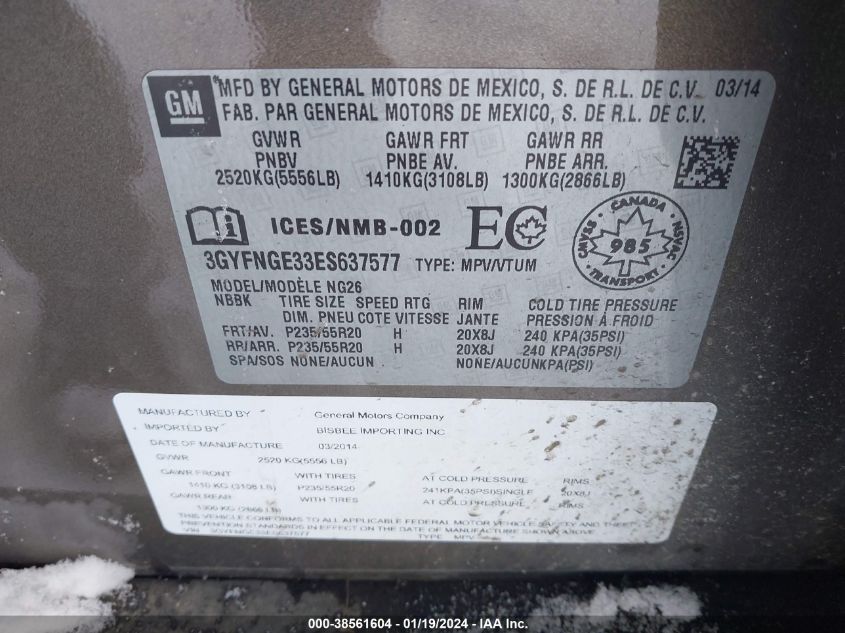 GM
MFD BY GENERAL MOTORS DE MEXICO, S. DE R.L. DE C.V. 03/14
FAB. PAR GENERAL MOTORS DE MEXICO, S. DE R.L. DE C.V.
GVWR GAWR FRT GAWR RR
PNBV PNBE AV. PNBE ARR.
2520KG(5556LB) 1410KG(3108LB) 1300KG(2866LB)
ICES/NMB-002 EC
CANADA CMVSS NSVAC 985 TRANSPORT
3GYFNGE33ES637577 TYPE: MPV/VTUM
MODEL/MODÈLE NG26
NBBK TIRE SIZE SPEED RTG RIM COLD TIRE PRESSURE
DIM. PNEU COTE VITESSE JANTE PRESSION À FROID
FRT/AV. P235/55R20 H 20X8J 240 KPA(35PSI)
RR/ARR. P235/55R20 H 20X8J 240 KPA(35PSI)
SPA/SOS NONE/AUCUN NONE/AUCUNKPA(PSI)
MANUFACTURED BY General Motors Company
IMPORTED BY BISBEE IMPORTING INC
DATE OF MANUFACTURE 03/2014
GVWR 2520 KG(5556 LB)
GAWR FRONT WITH TIRES AT COLD PRESSURE RIMS
1410 KG (3108 LB) P235/55R20 241KPA(35PSI)SINGLE 20X8J
GAWR REAR WITH TIRES AT COLD PRESSURE RIMS
1300 KG (2866 LB)
THIS VEHICLE CONFORMS TO ALL APPLICABLE FEDERAL MOTOR VEHICLE SAFETY AND THEFT
PREVENTION STANDARDS IN EFFECT ON THE DATE OF MANUFACTURE SHOWN ABOVE
VIN 3GYFNGE33ES637577 TYPE MPV
000-38561604 - 01/19/2024 - IAA Inc.